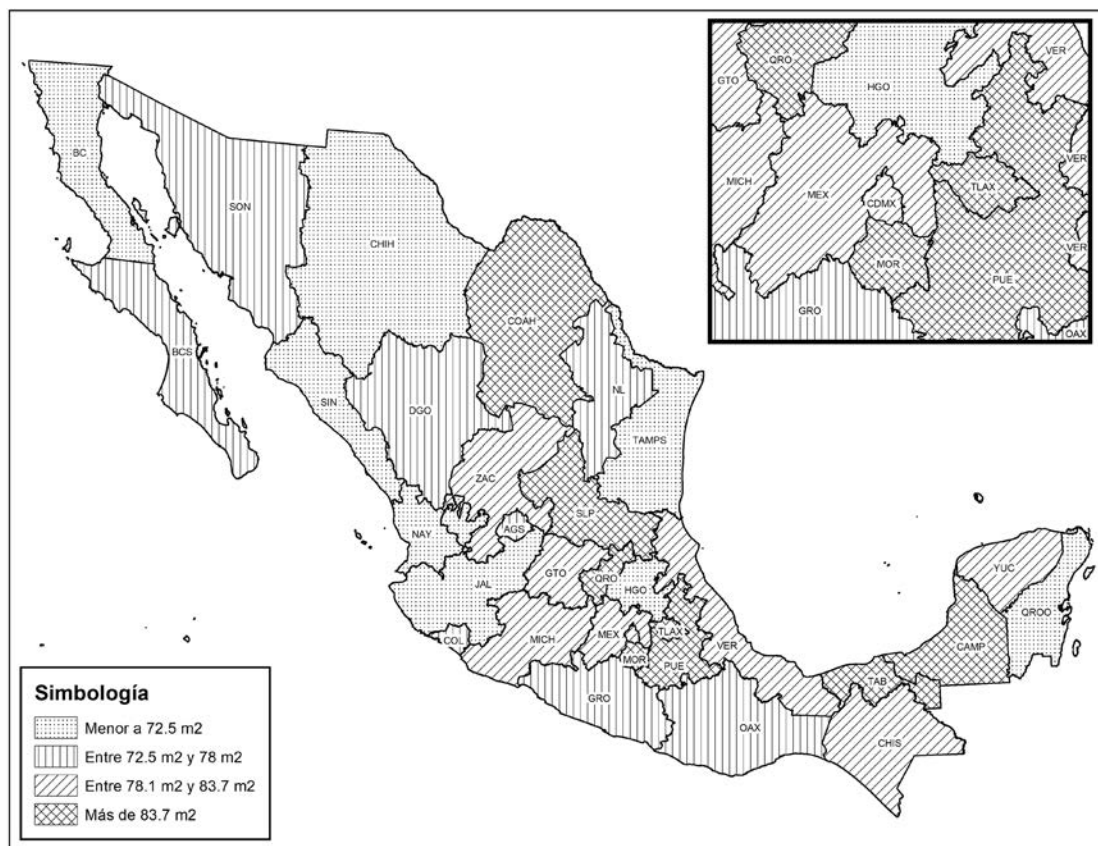 QRO
VER
GTO
HGO
VER
MICH
MEX
TLAX
CDMX
VER
MOR
PUE
GRO
OAX
BC
SON
CHIH
COAH
BCS
NL
SIN
DGO
TAMPS
ZAC
SLP
NAY
AGS
YUC
GTO
QRO
JAL
HGO
QROO
MEX
TLAX
COL
MICH
VER
CAMP
MOR
PUE
TAB
GRO
OAX
CHIS
Simbología
Menor a 72.5 m2
Entre 72.5 m2 y 78 m2
Entre 78.1 m2 y 83.7 m2
Más de 83.7 m2